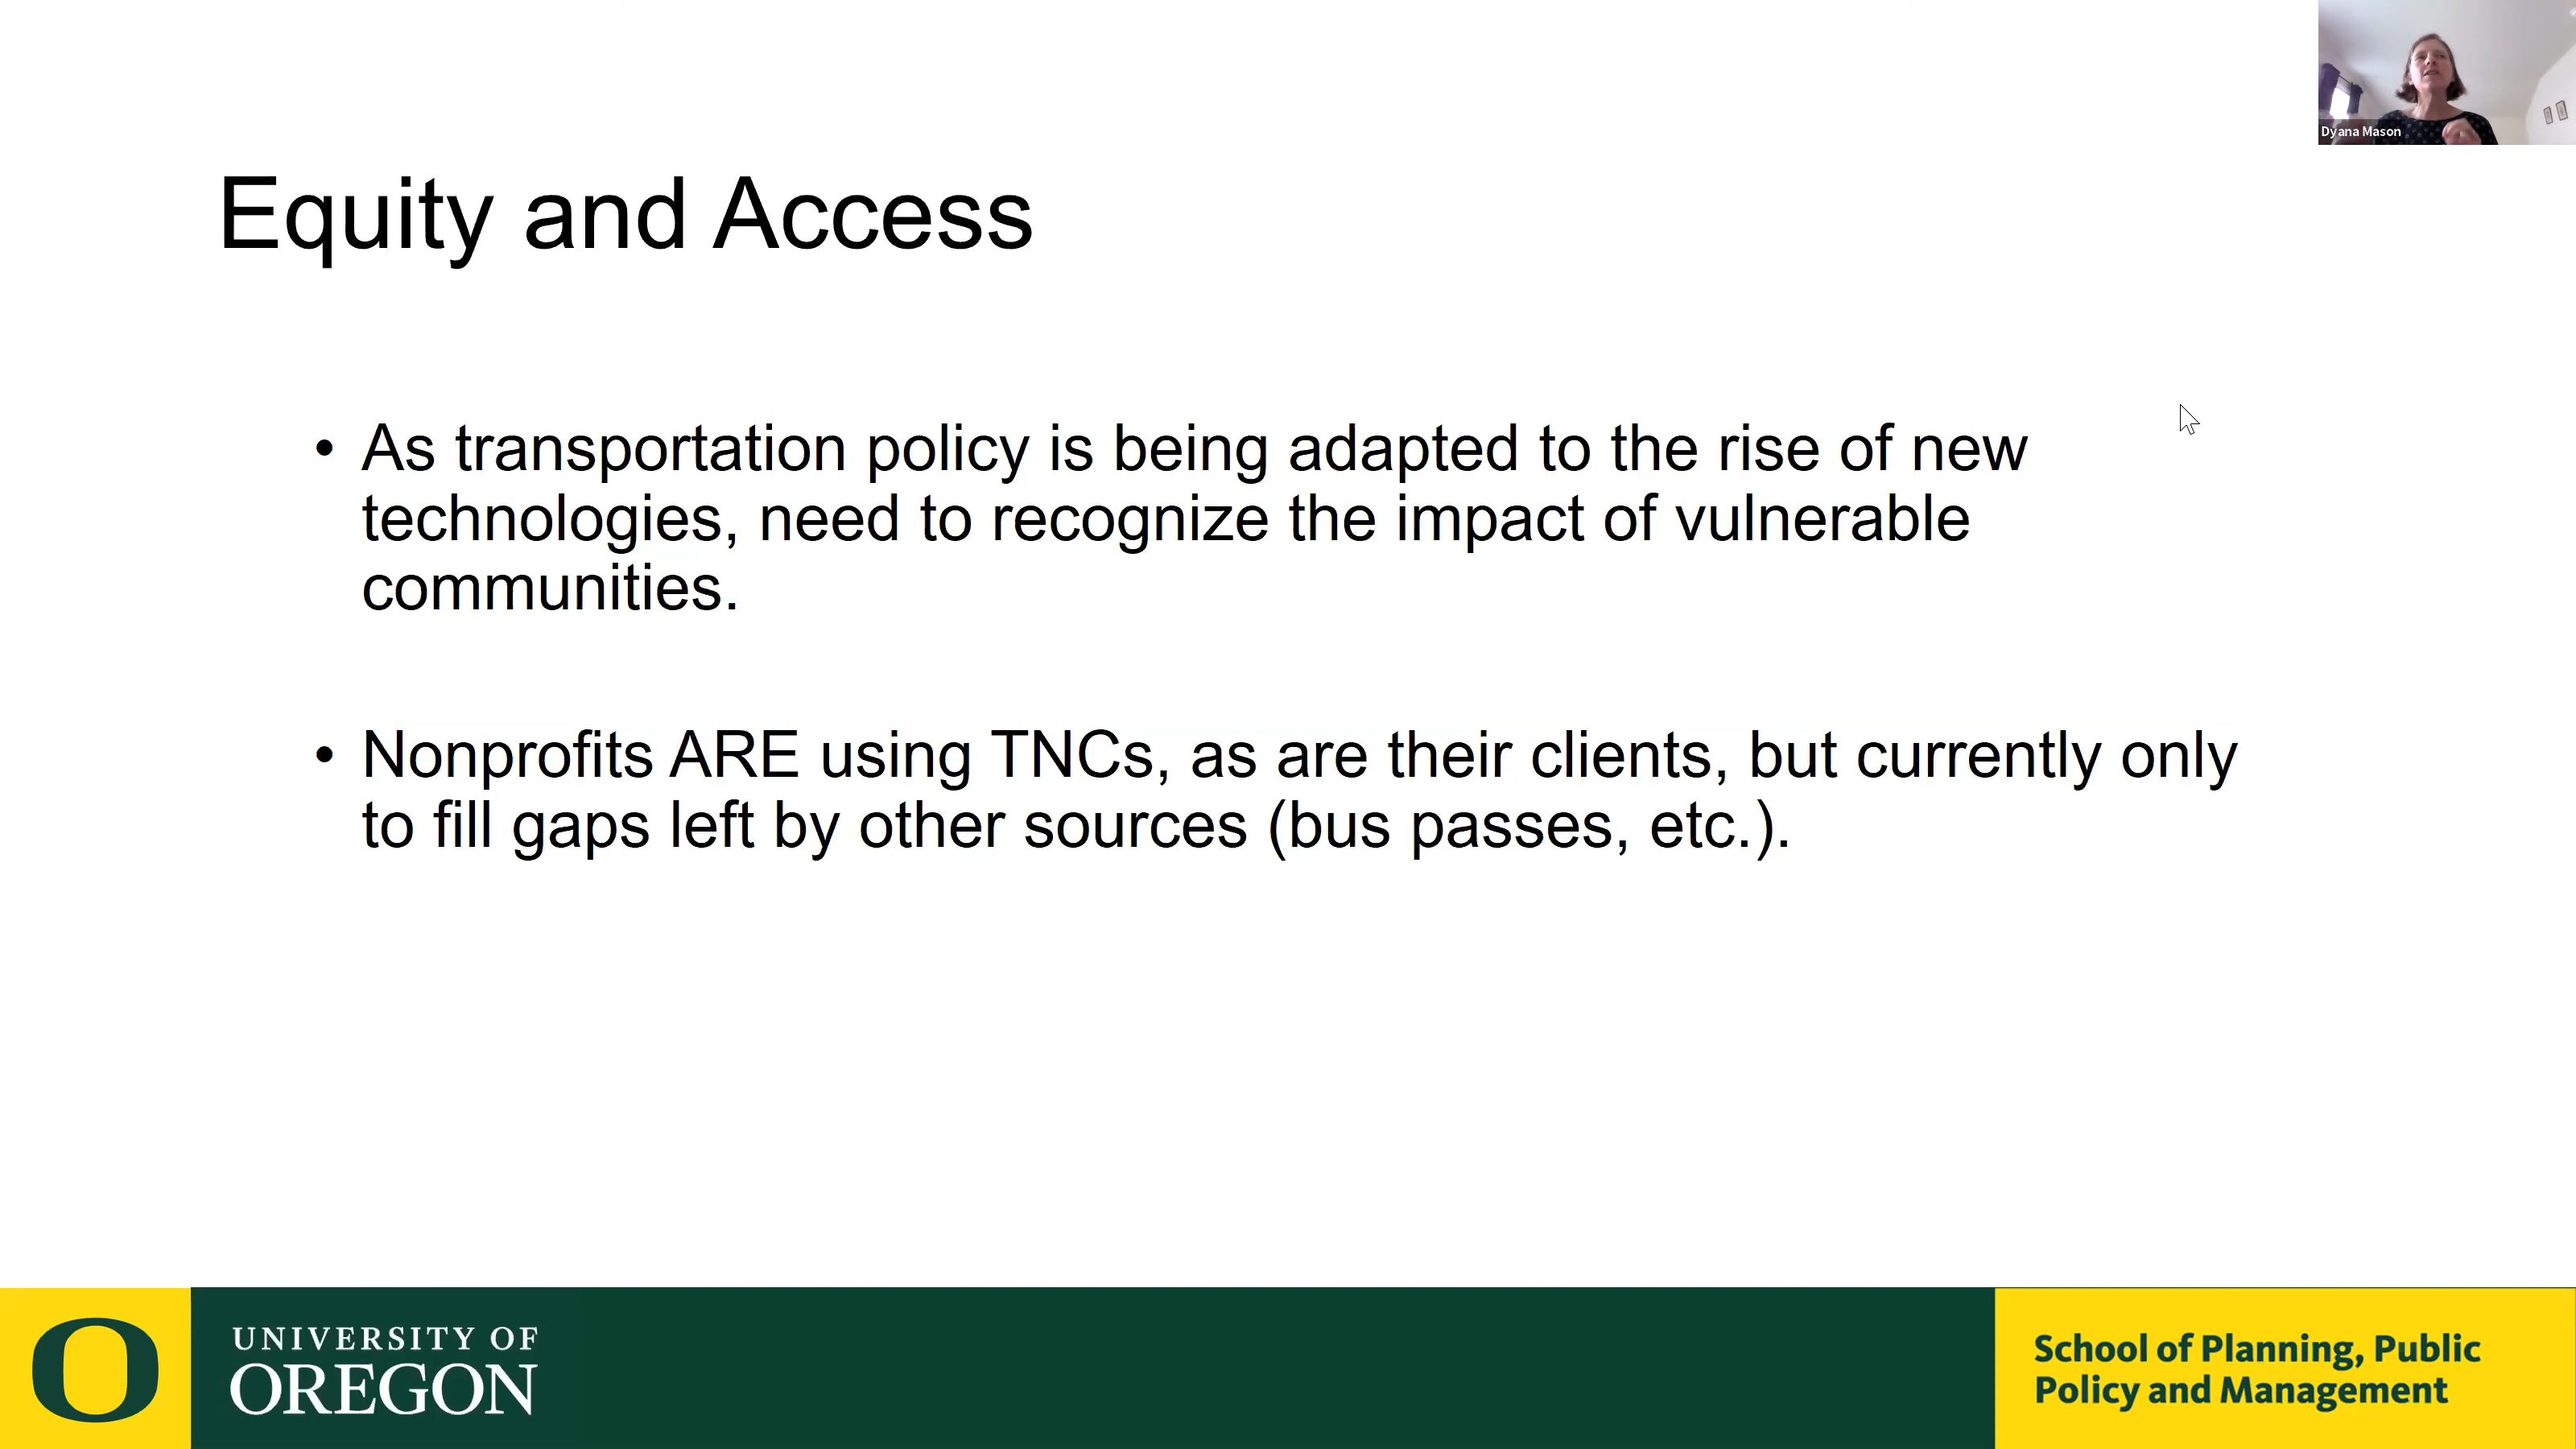 Dyana Mason
Equity and Access
• As transportation policy is being adapted to the rise of new
technologies, need to recognize the impact of vulnerable
communities.
• Nonprofits ARE using TNCs, as are their clients, but currently only
to fill gaps left by other sources (bus passes, etc.).
O
UNIVERSITY OF
OREGON
School of Planning, Public
Policy and Management